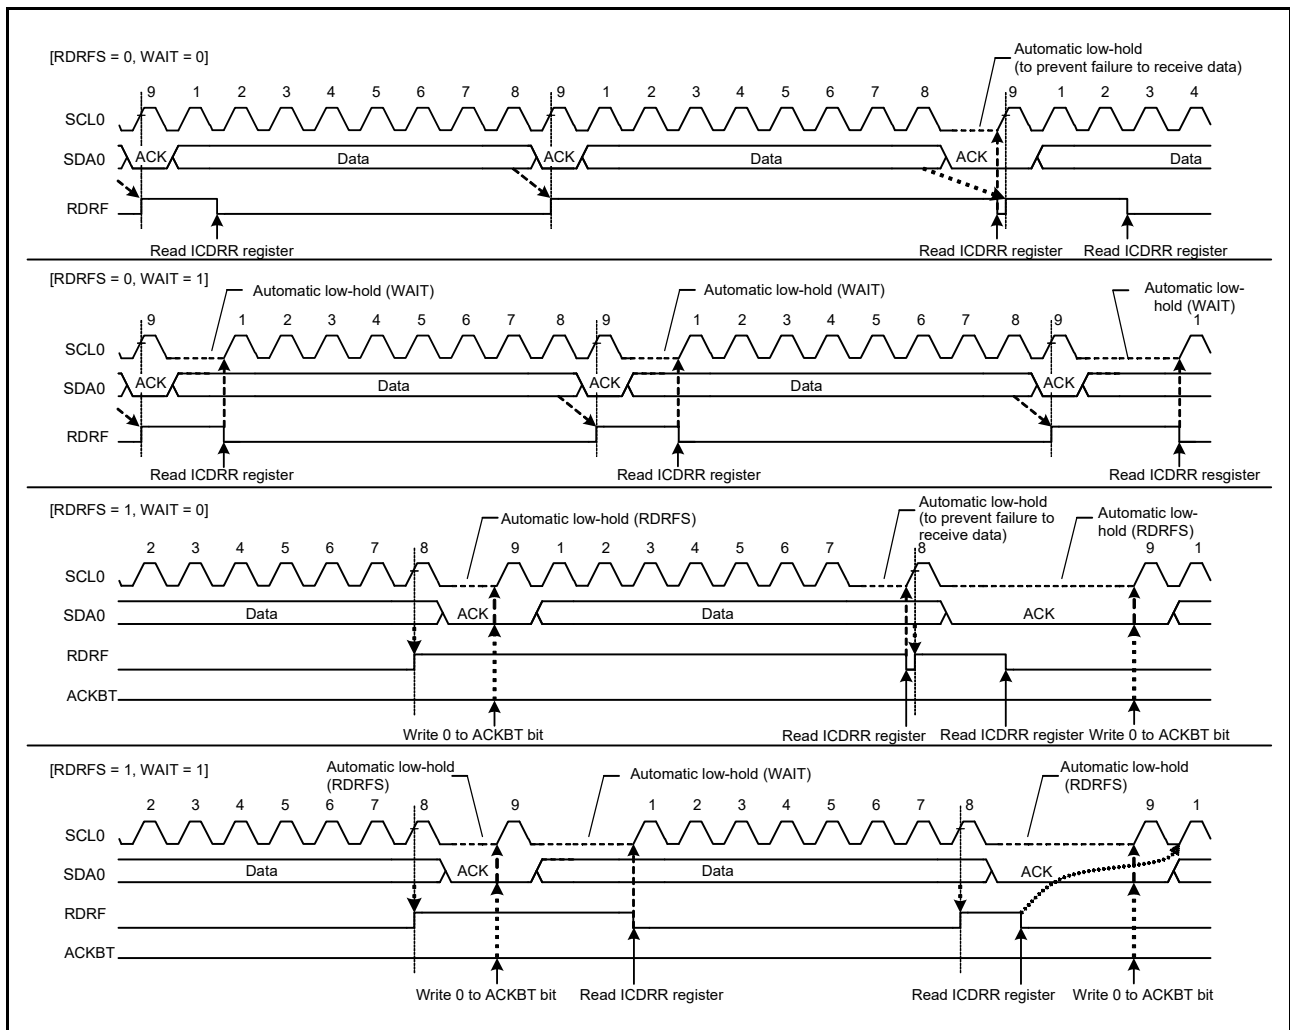 [RDRFS = 0, WAIT = 0]
Automatic low-hold
(to prevent failure to receive data)
9 1 2 3 4 5 6 7 8 9 1 2 3 4 5 6 7 8 9 1 2 3 4
SCL0
SDA0 ACK Data ACK Data ACK Data
RDRF
Read ICDRR register Read ICDRR register Read ICDRR register
[RDRFS = 0, WAIT = 1]
Automatic low-hold (WAIT) Automatic low-hold (WAIT) Automatic low-
hold (WAIT)
9 1 2 3 4 5 6 7 8 9 1 2 3 4 5 6 7 8 9 1
SCL0
SDA0 ACK Data ACK Data ACK
RDRF
Read ICDRR register Read ICDRR register Read ICDRR resgister
[RDRFS = 1, WAIT = 0]
Automatic low-hold (RDRFS)
Automatic low-hold
(to prevent failure to
receive data)
Automatic low-
hold (RDRFS)
2 3 4 5 6 7 8 9 1 2 3 4 5 6 7 8 9 1
SCL0
SDA0 Data ACK Data ACK
RDRF
ACKBT
Write 0 to ACKBT bit Read ICDRR register Read ICDRR register Write 0 to ACKBT bit
[RDRFS = 1, WAIT = 1]
Automatic low-hold
(RDRFS)
Automatic low-hold (WAIT)
Automatic low-hold
(RDRFS)
2 3 4 5 6 7 8 9 1 2 3 4 5 6 7 8 9 1
SCL0
SDA0 Data ACK Data ACK
RDRF
ACKBT
Write 0 to ACKBT bit Read ICDRR register Read ICDRR register Write 0 to ACKBT bit